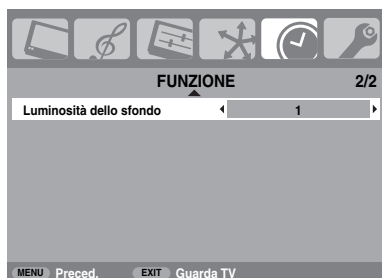 FUNZIONE 2/2
Luminosità dello sfondo 1
MENU Preced. EXIT Guarda TV